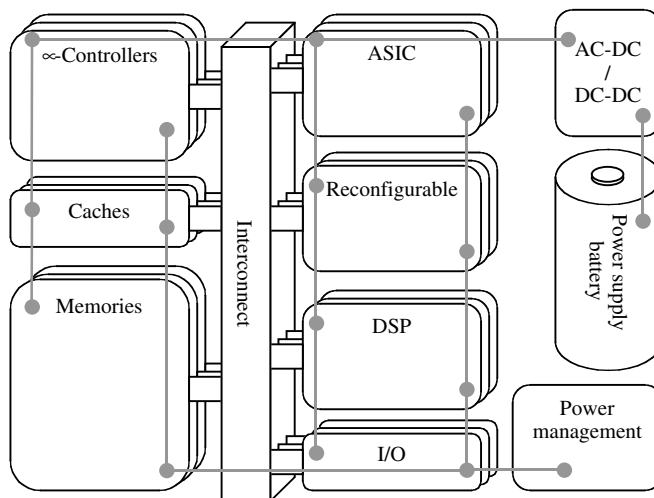 ∝-Controllers
ASIC
AC-DC
/
DC-DC
Caches
Reconfigurable
Interconnect
Power supply
battery
Memories
DSP
I/O
Power
management